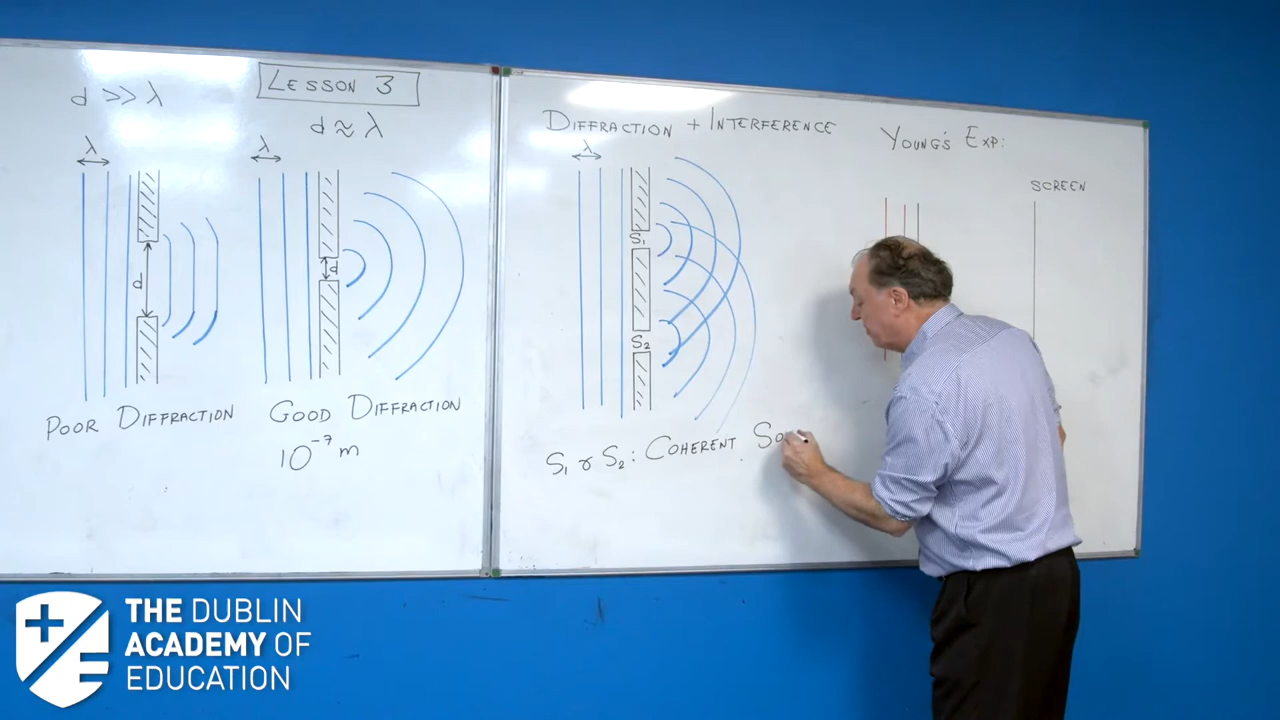 LESSON 3
d >> λ
d ≈ λ
λ
λ
d
d
POOR DIFFRACTION
GOOD DIFFRACTION
10⁻⁷ m
DIFFRACTION + INTERFERENCE
λ
S₁
S₂
S₁ & S₂: COHERENT So
YOUNG'S EXP:
SCREEN
THE DUBLIN
ACADEMY OF
EDUCATION